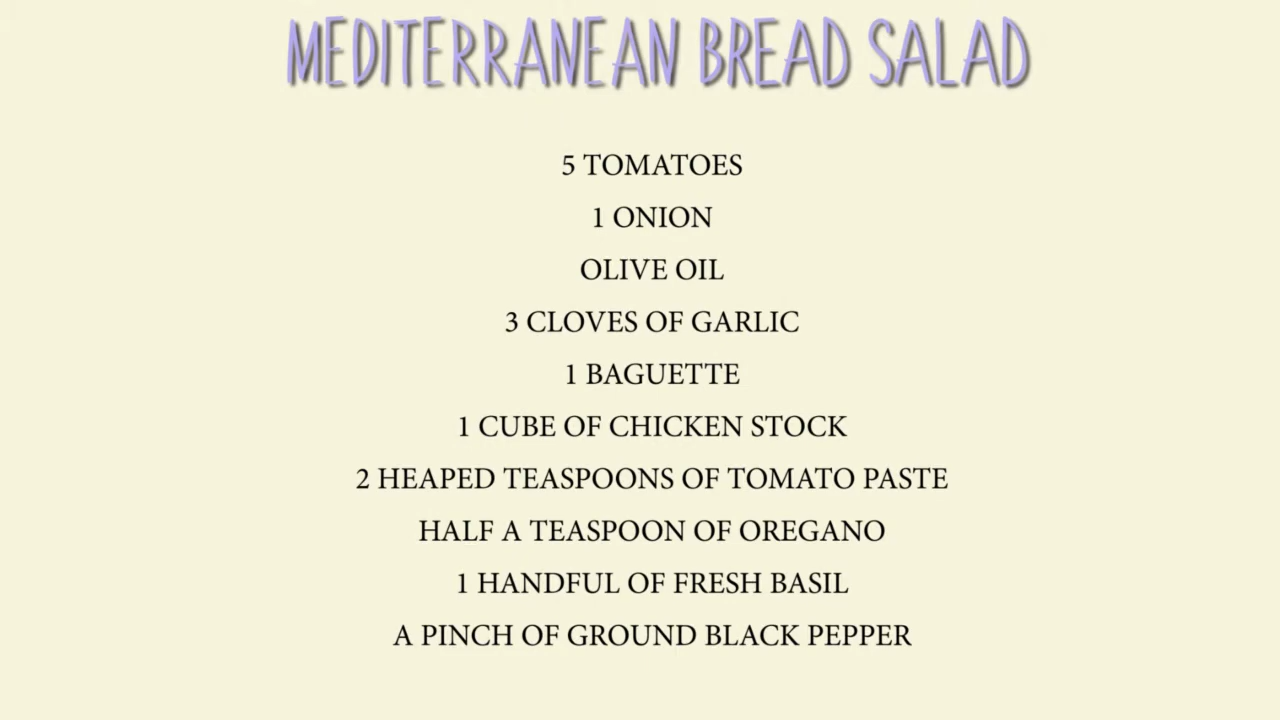 MEDITERRANEAN BREAD SALAD
5 TOMATOES
1 ONION
OLIVE OIL
3 CLOVES OF GARLIC
1 BAGUETTE
1 CUBE OF CHICKEN STOCK
2 HEAPED TEASPOONS OF TOMATO PASTE
HALF A TEASPOON OF OREGANO
1 HANDFUL OF FRESH BASIL
A PINCH OF GROUND BLACK PEPPER